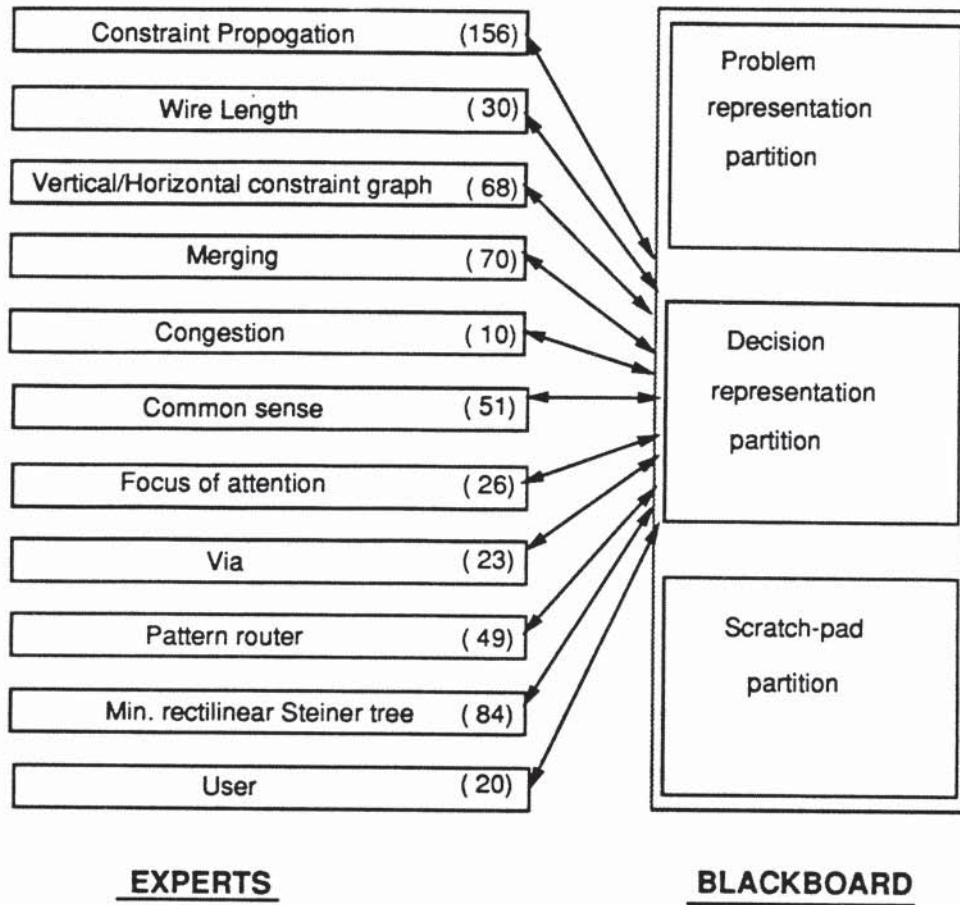 Constraint Propogation (156)
Wire Length ( 30)
Vertical/Horizontal constraint graph ( 68)
Merging ( 70)
Congestion ( 10)
Common sense ( 51)
Focus of attention ( 26)
Via ( 23)
Pattern router ( 49)
Min. rectilinear Steiner tree ( 84)
User ( 20)
EXPERTS
Problem
representation
partition
Decision
representation
partition
Scratch-pad
partition
BLACKBOARD